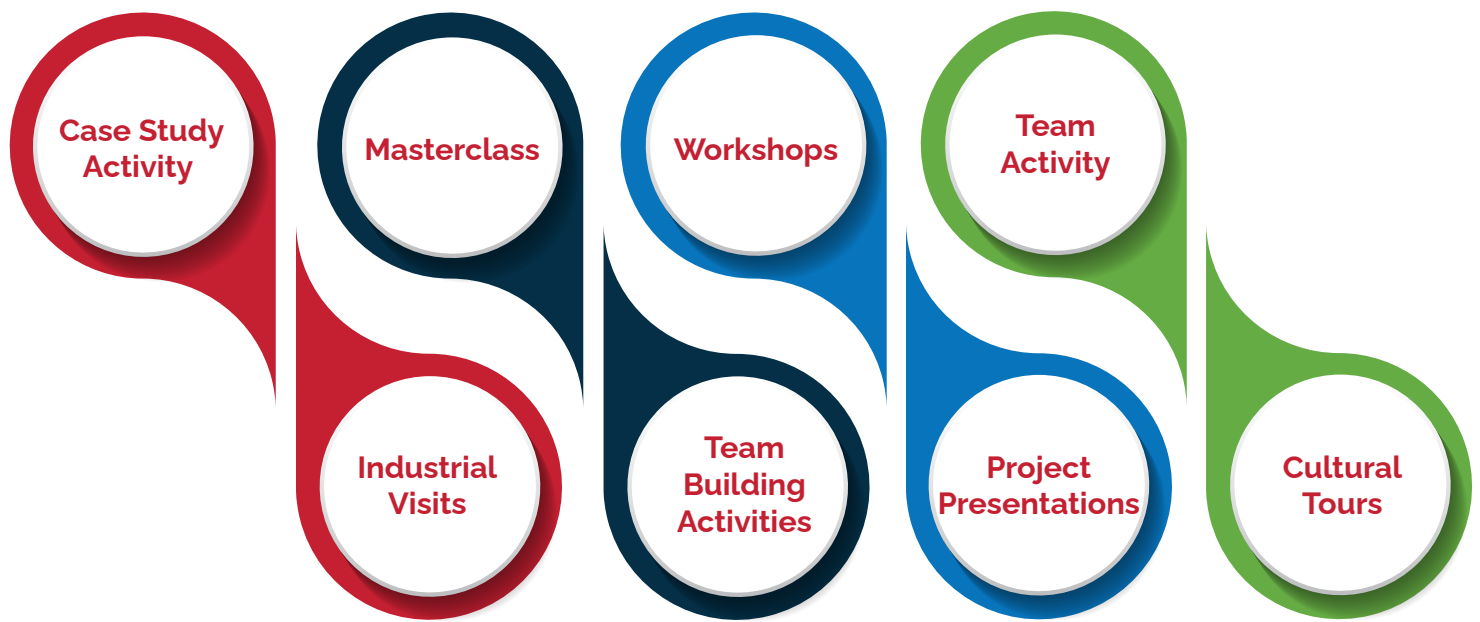 Case Study
Activity
Masterclass
Workshops
Team
Activity
Industrial
Visits
Team
Building
Activities
Project
Presentations
Cultural
Tours